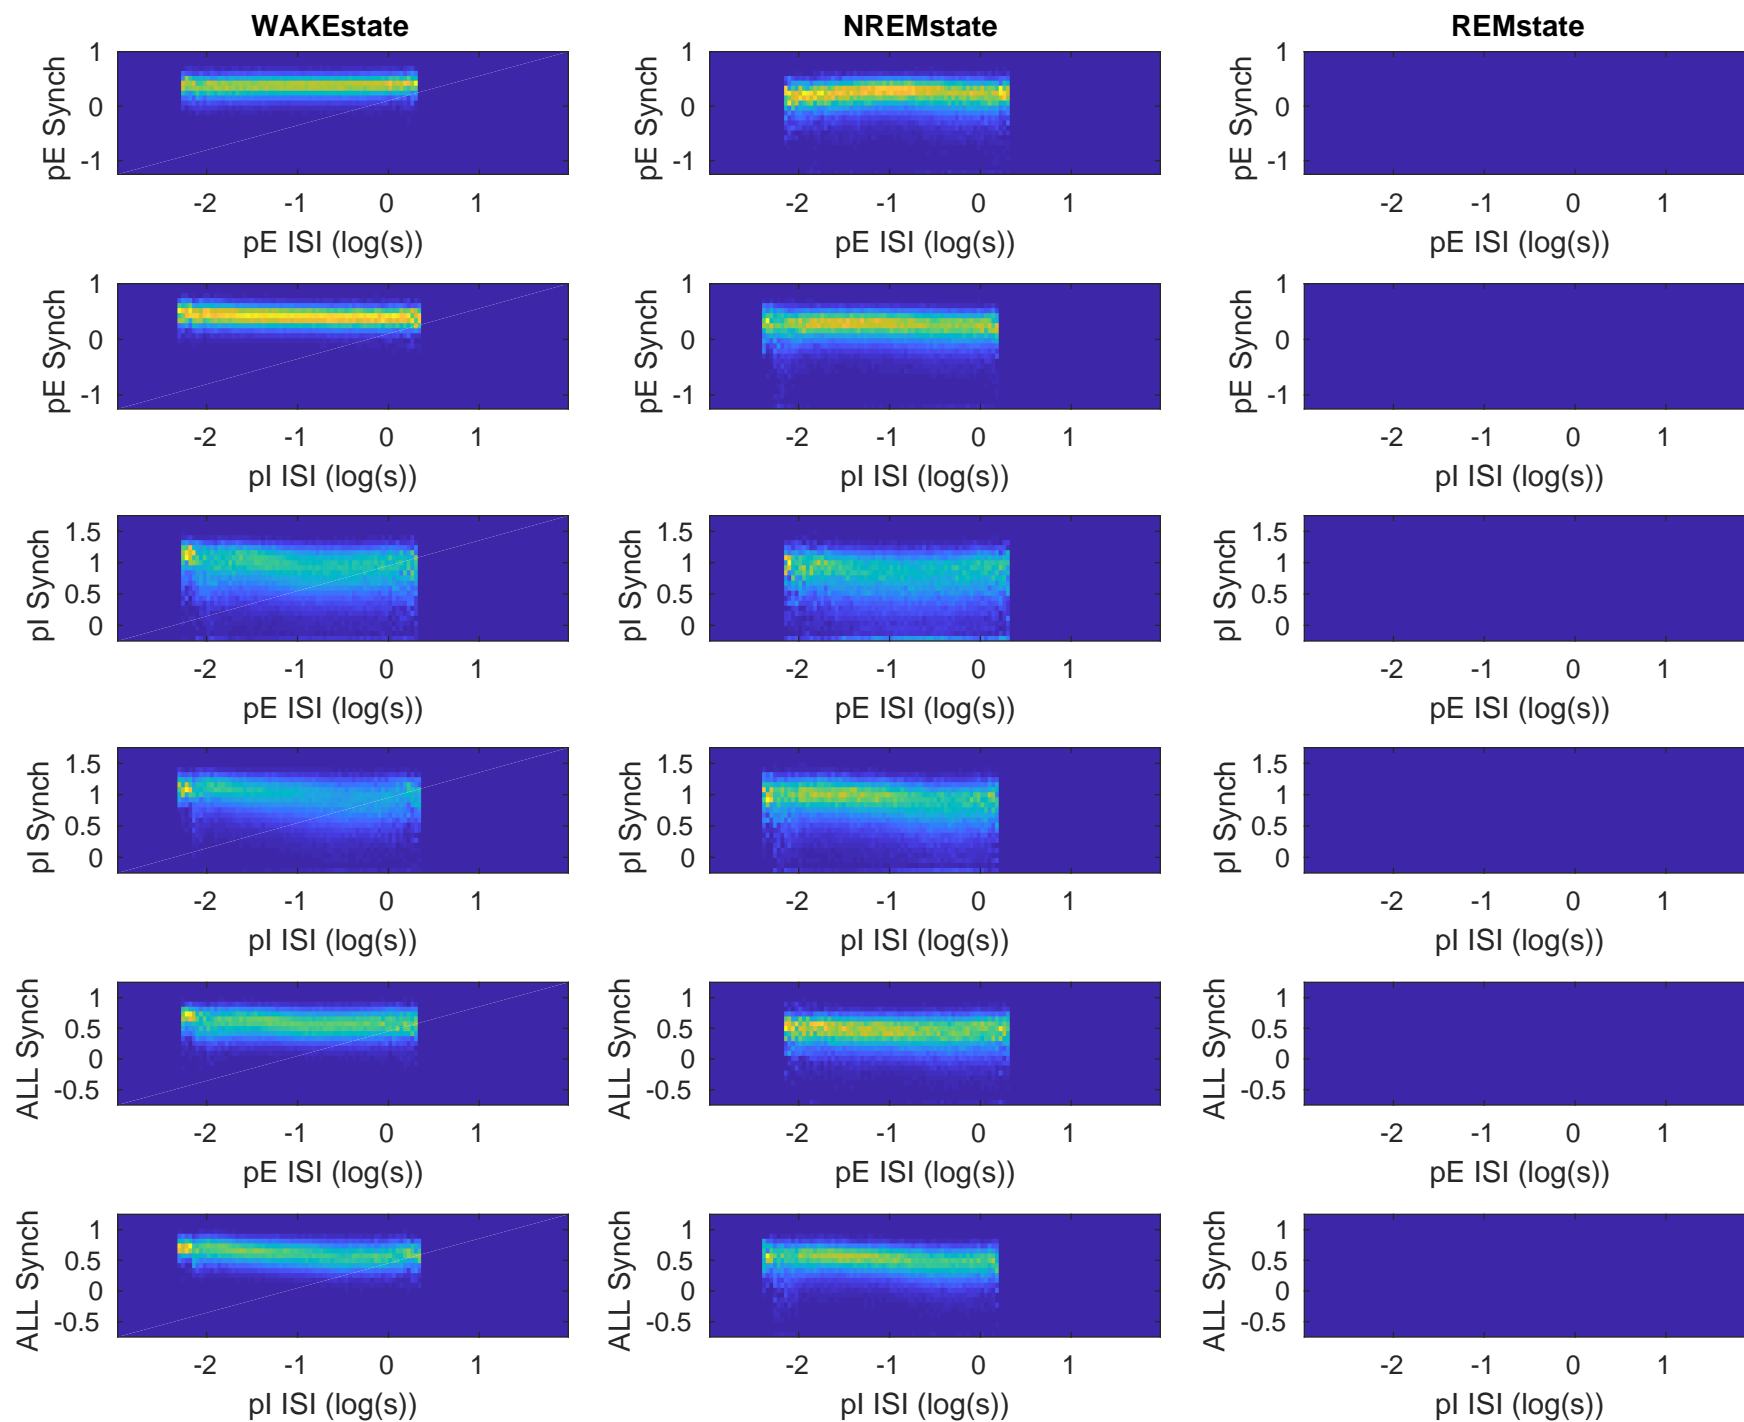 WAKEstate NREMstate REMstate
1 1 1
pE Synch pE Synch pE Synch
0 0 0
-1 -1 -1
-2 -1 0 1 -2 -1 0 1 -2 -1 0 1
pE ISI (log(s)) pE ISI (log(s)) pE ISI (log(s))
1 1 1
pE Synch pE Synch pE Synch
0 0 0
-1 -1 -1
-2 -1 0 1 -2 -1 0 1 -2 -1 0 1
pI ISI (log(s)) pI ISI (log(s)) pI ISI (log(s))
1.5 1.5 1.5
pI Synch pI Synch pI Synch
1 1 1
0.5 0.5 0.5
0 0 0
-2 -1 0 1 -2 -1 0 1 -2 -1 0 1
pE ISI (log(s)) pE ISI (log(s)) pE ISI (log(s))
1.5 1.5 1.5
pI Synch pI Synch pI Synch
1 1 1
0.5 0.5 0.5
0 0 0
-2 -1 0 1 -2 -1 0 1 -2 -1 0 1
pI ISI (log(s)) pI ISI (log(s)) pI ISI (log(s))
1 1 1
ALL Synch ALL Synch ALL Synch
0.5 0.5 0.5
0 0 0
-0.5 -0.5 -0.5
-2 -1 0 1 -2 -1 0 1 -2 -1 0 1
pE ISI (log(s)) pE ISI (log(s)) pE ISI (log(s))
1 1 1
ALL Synch ALL Synch ALL Synch
0.5 0.5 0.5
0 0 0
-0.5 -0.5 -0.5
-2 -1 0 1 -2 -1 0 1 -2 -1 0 1
pI ISI (log(s)) pI ISI (log(s)) pI ISI (log(s))